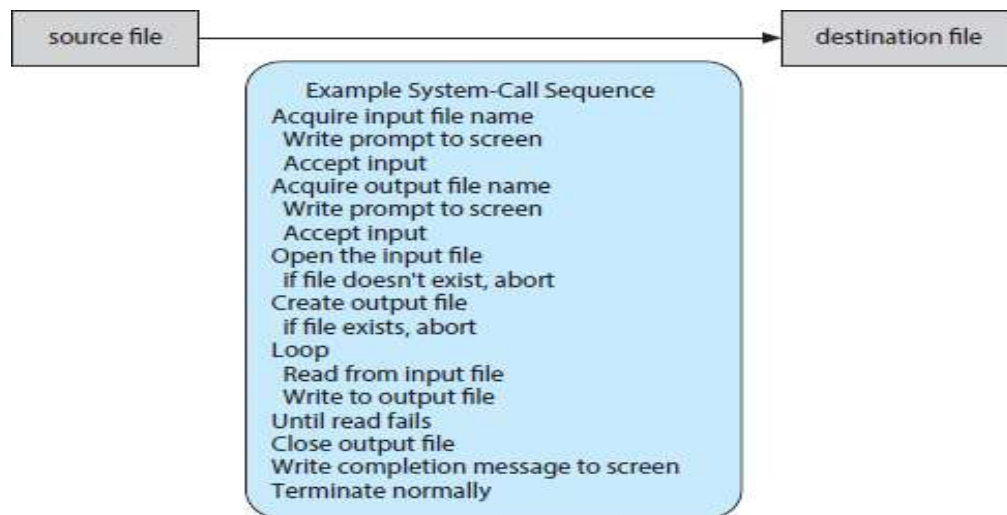 source file
destination file
Example System-Call Sequence
Acquire input file name
Write prompt to screen
Accept input
Acquire output file name
Write prompt to screen
Accept input
Open the input file
if file doesn't exist, abort
Create output file
if file exists, abort
Loop
Read from input file
Write to output file
Until read fails
Close output file
Write completion message to screen
Terminate normally